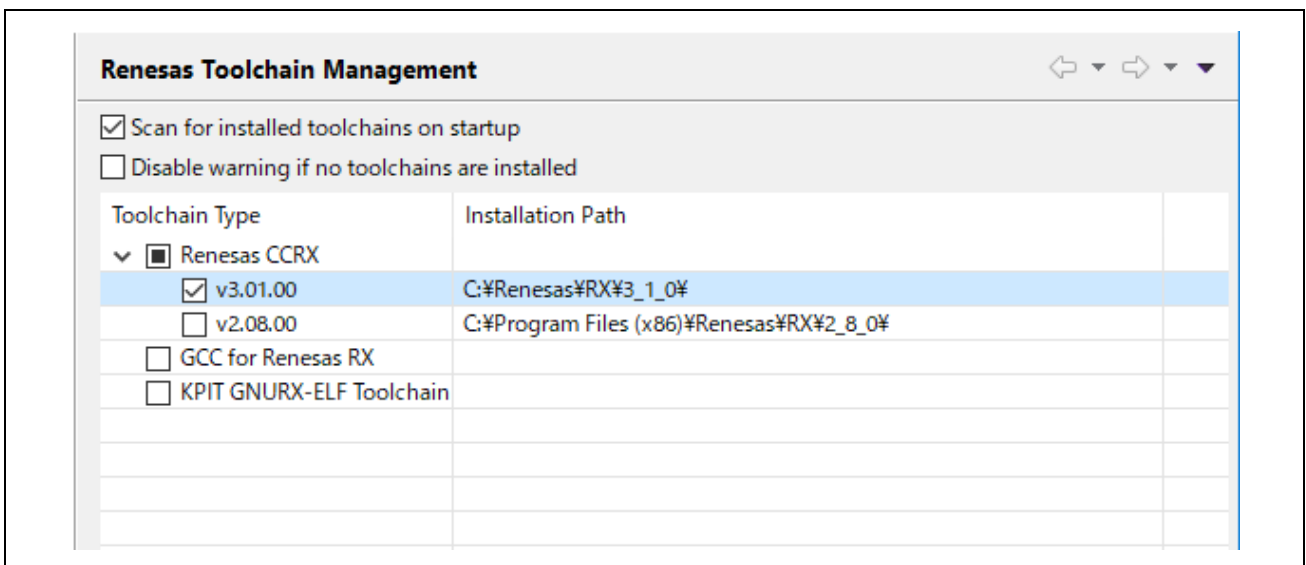 Renesas Toolchain Management
Scan for installed toolchains on startup
Disable warning if no toolchains are installed
Toolchain Type Installation Path
Renesas CCRX
v3.01.00 C:¥Renesas¥RX¥3_1_0¥
v2.08.00 C:¥Program Files (x86)¥Renesas¥RX¥2_8_0¥
GCC for Renesas RX
KPIT GNURX-ELF Toolchain